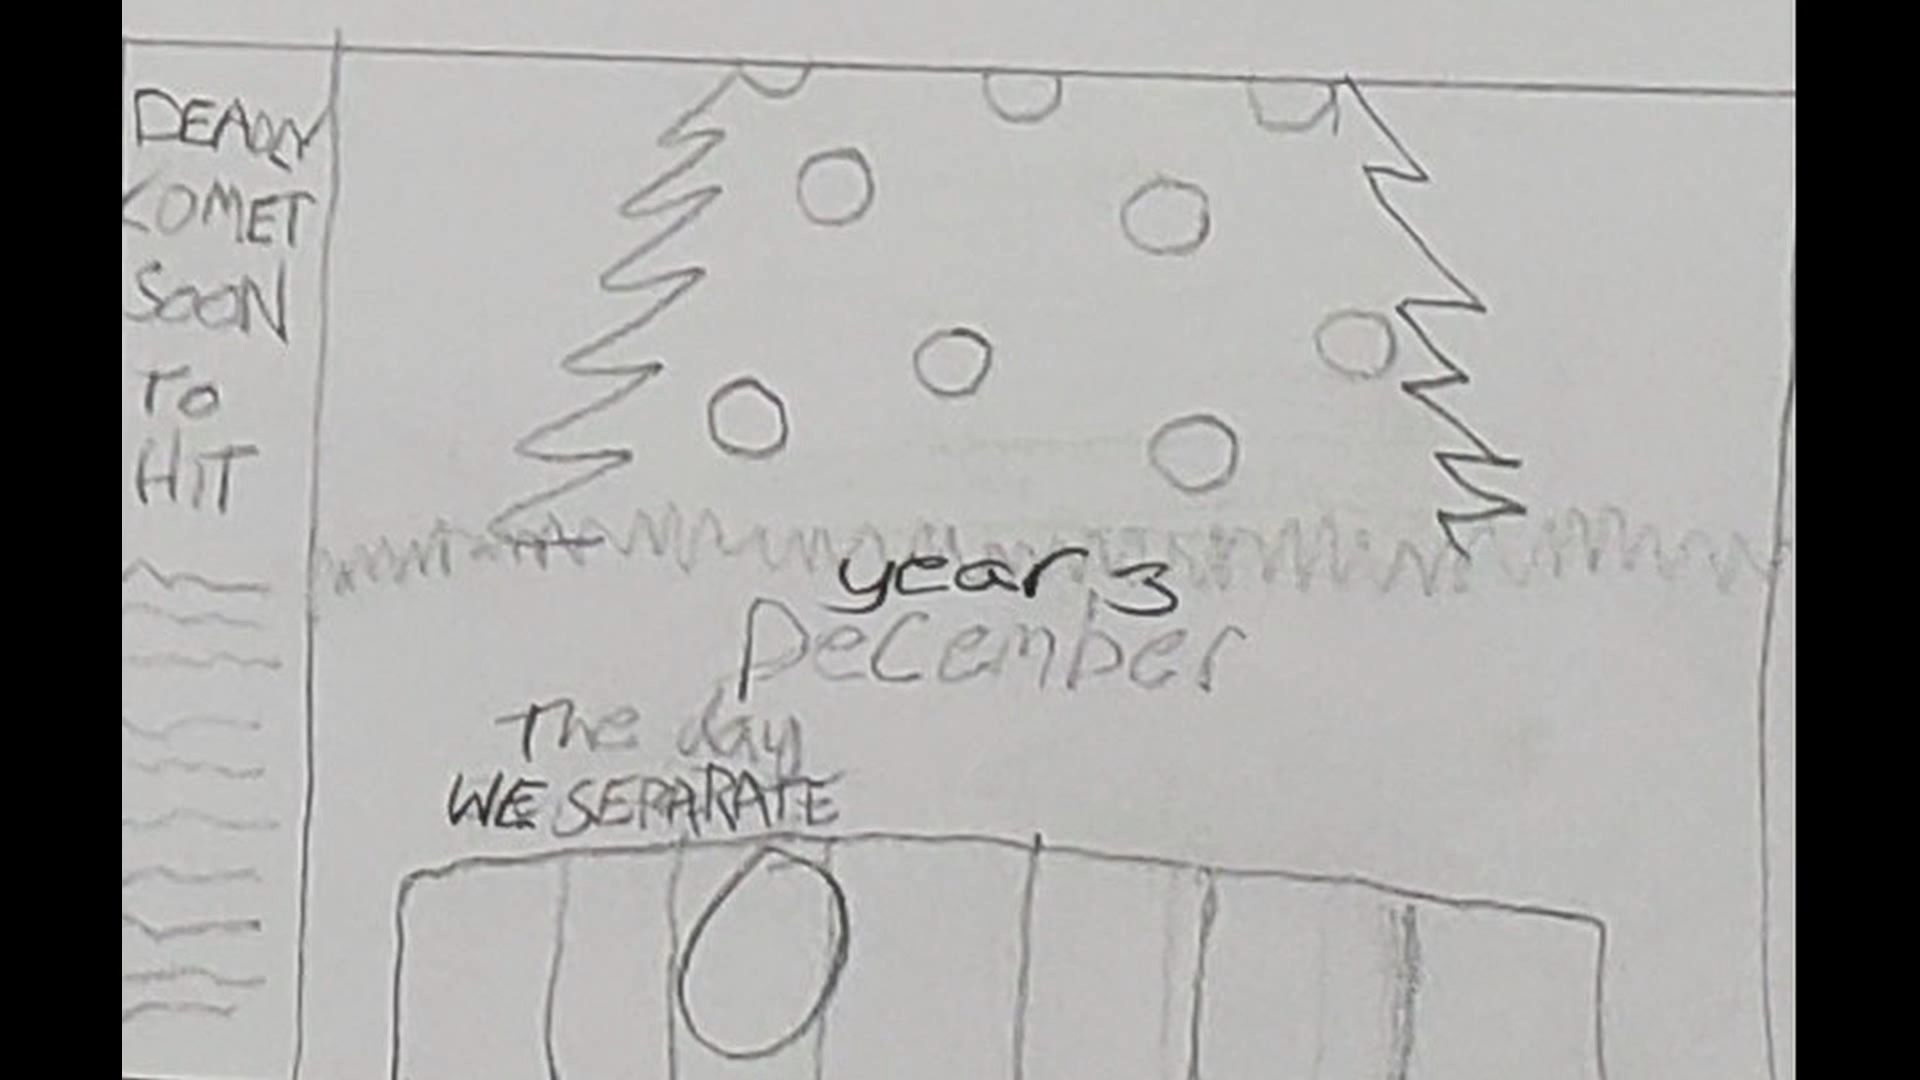 DEADLY
COMET
SOON
TO
HIT
year 3
December
The day
WE SEPARATE